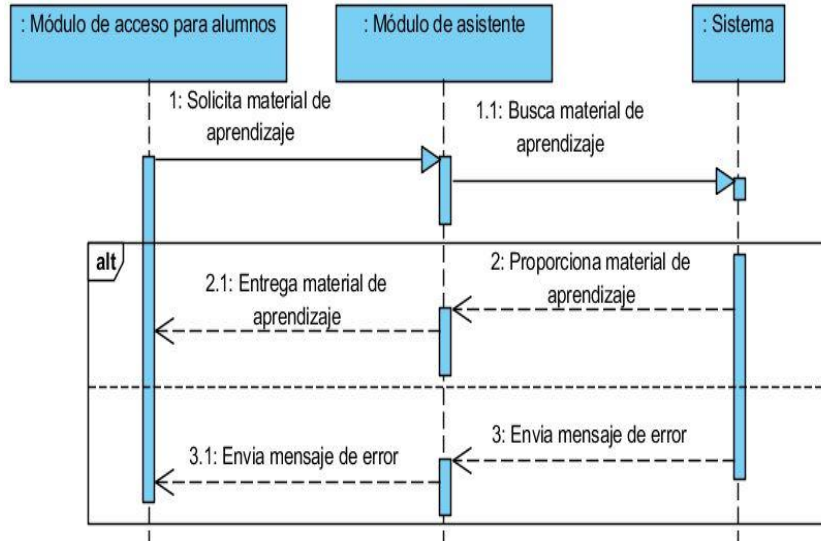 : Módulo de acceso para alumnos
: Módulo de asistente
: Sistema
1: Solicita material de
aprendizaje
1.1: Busca material de
aprendizaje
alt
2: Proporciona material de
aprendizaje
2.1: Entrega material de
aprendizaje
3: Envia mensaje de error
3.1: Envia mensaje de error